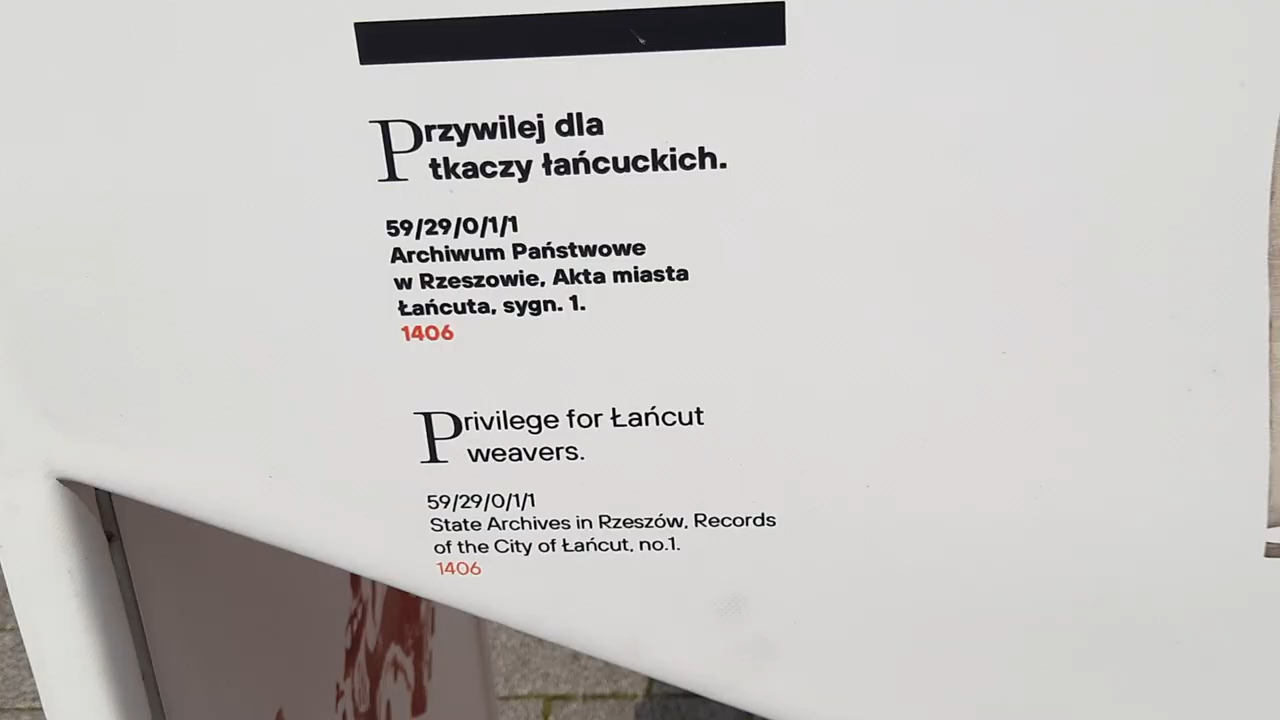 Przywilej dla
tkaczy łańcuckich.
59/29/0/1/1
Archiwum Państwowe
w Rzeszowie, Akta miasta
Łańcuta, sygn. 1.
1406
Privilege for Łańcut
weavers.
59/29/0/1/1
State Archives in Rzeszów, Records
of the City of Łańcut, no.1.
1406